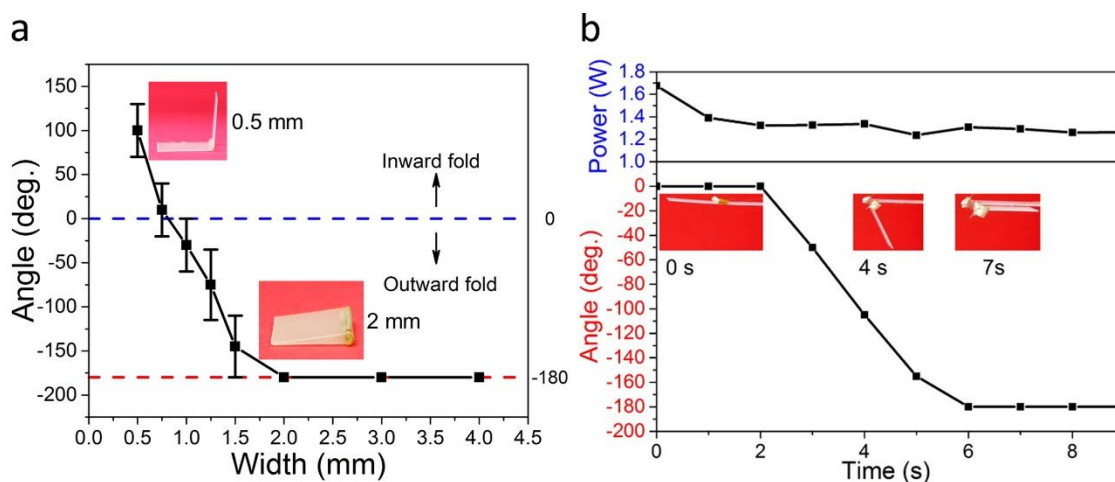 a
150
100
50
0
-50
-100
-150
-200
Angle (deg.)
0.5 mm
Inward fold
0
Outward fold
2 mm
-180
0.0 0.5 1.0 1.5 2.0 2.5 3.0 3.5 4.0 4.5
Width (mm)
b
1.8
1.6
1.4
1.2
1.0
Power (W)
0
-20
-40
-60
-80
-100
-120
-140
-160
-180
-200
Angle (deg.)
0 s 4 s 7s
0 2 4 6 8
Time (s)